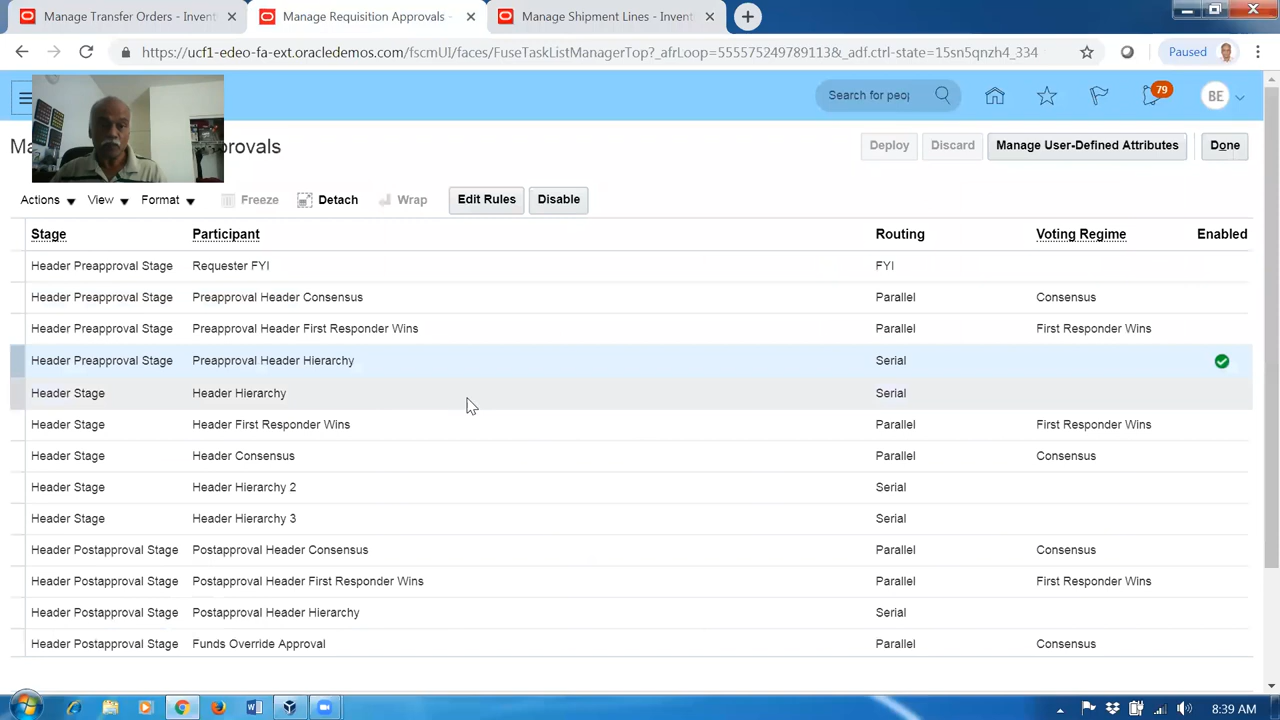 Manage Transfer Orders - Invent
Manage Requisition Approvals -
Manage Shipment Lines - Invent
https://ucf1-edeo-fa-ext.oracledemos.com/fscmUI/faces/FuseTaskListManagerTop?_afrLoop=555575249789113&_adf.ctrl-state=15sn5qnzh4_334
Paused
Search for peop
79
BE
Ma
ovals
Deploy
Discard
Manage User-Defined Attributes
Done
Actions
View
Format
Freeze
Detach
Wrap
Edit Rules
Disable
Stage Participant Routing Voting Regime Enabled
Header Preapproval Stage Requester FYI FYI
Header Preapproval Stage Preapproval Header Consensus Parallel Consensus
Header Preapproval Stage Preapproval Header First Responder Wins Parallel First Responder Wins
Header Preapproval Stage Preapproval Header Hierarchy Serial
Header Stage Header Hierarchy Serial
Header Stage Header First Responder Wins Parallel First Responder Wins
Header Stage Header Consensus Parallel Consensus
Header Stage Header Hierarchy 2 Serial
Header Stage Header Hierarchy 3 Serial
Header Postapproval Stage Postapproval Header Consensus Parallel Consensus
Header Postapproval Stage Postapproval Header First Responder Wins Parallel First Responder Wins
Header Postapproval Stage Postapproval Header Hierarchy Serial
Header Postapproval Stage Funds Override Approval Parallel Consensus
8:39 AM